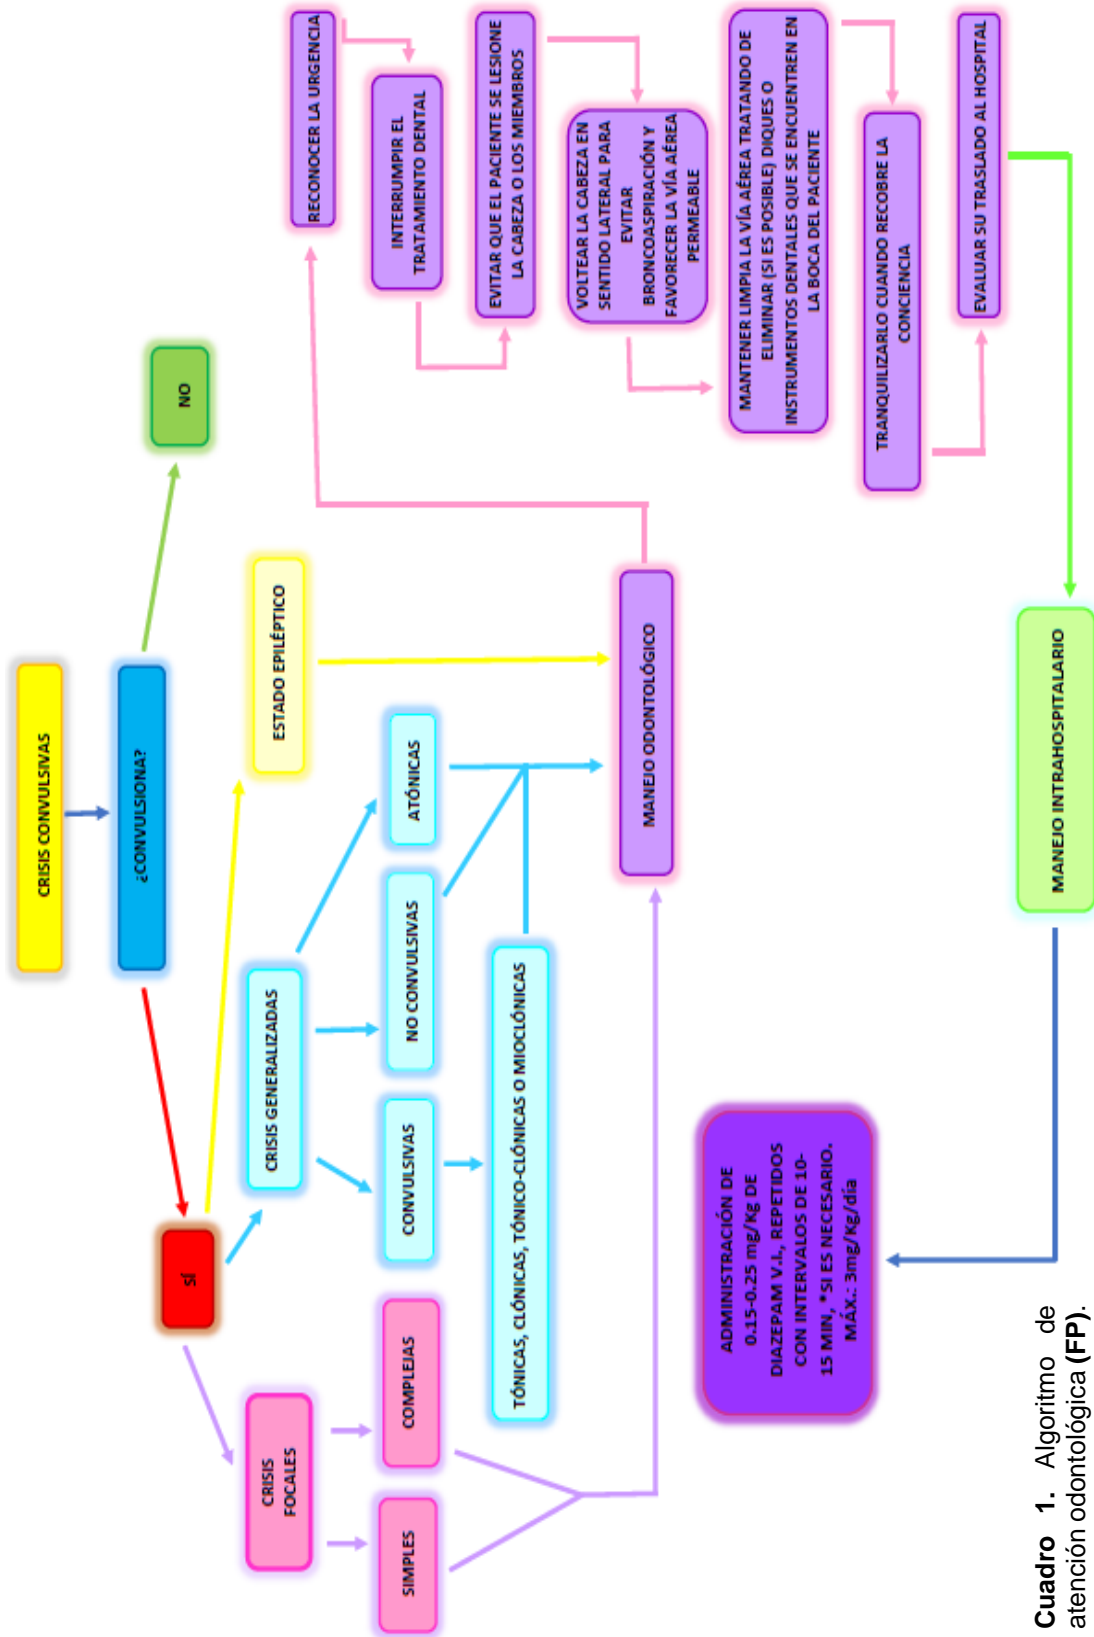 CRISIS CONVULSIVAS
¿CONVULSIONA?
SÍ
NO
CRISIS
FOCALES
CRISIS GENERALIZADAS
ESTADO EPILÉPTICO
SIMPLES
COMPLEJAS
CONVULSIVAS
NO CONVULSIVAS
ATÓNICAS
TÓNICAS, CLÓNICAS, TÓNICO-CLÓNICAS O MIOCLÓNICAS
MANEJO ODONTOLÓGICO
RECONOCER LA URGENCIA
INTERRUMPIR EL
TRATAMIENTO DENTAL
EVITAR QUE EL PACIENTE SE LESIONE
LA CABEZA O LOS MIEMBROS
VOLTEAR LA CABEZA EN
SENTIDO LATERAL PARA
EVITAR
BRONCOASPIRACIÓN Y
FAVORECER LA VÍA AÉREA
PERMEABLE
MANTENER LIMPIA LA VÍA AÉREA TRATANDO DE
ELIMINAR (SI ES POSIBLE) DIQUES O
INSTRUMENTOS DENTALES QUE SE ENCUENTREN EN
LA BOCA DEL PACIENTE
TRANQUILIZARLO CUANDO RECOBRE LA
CONCIENCIA
EVALUAR SU TRASLADO AL HOSPITAL
MANEJO INTRAHOSPITALARIO
ADMINISTRACIÓN DE
0.15-0.25 mg/Kg DE
DIAZEPAM V.I., REPETIDOS
CON INTERVALOS DE 10-
15 MIN, *SI ES NECESARIO.
MÁX.: 3mg/Kg/día
Cuadro 1. Algoritmo de
atención odontológica (FP).